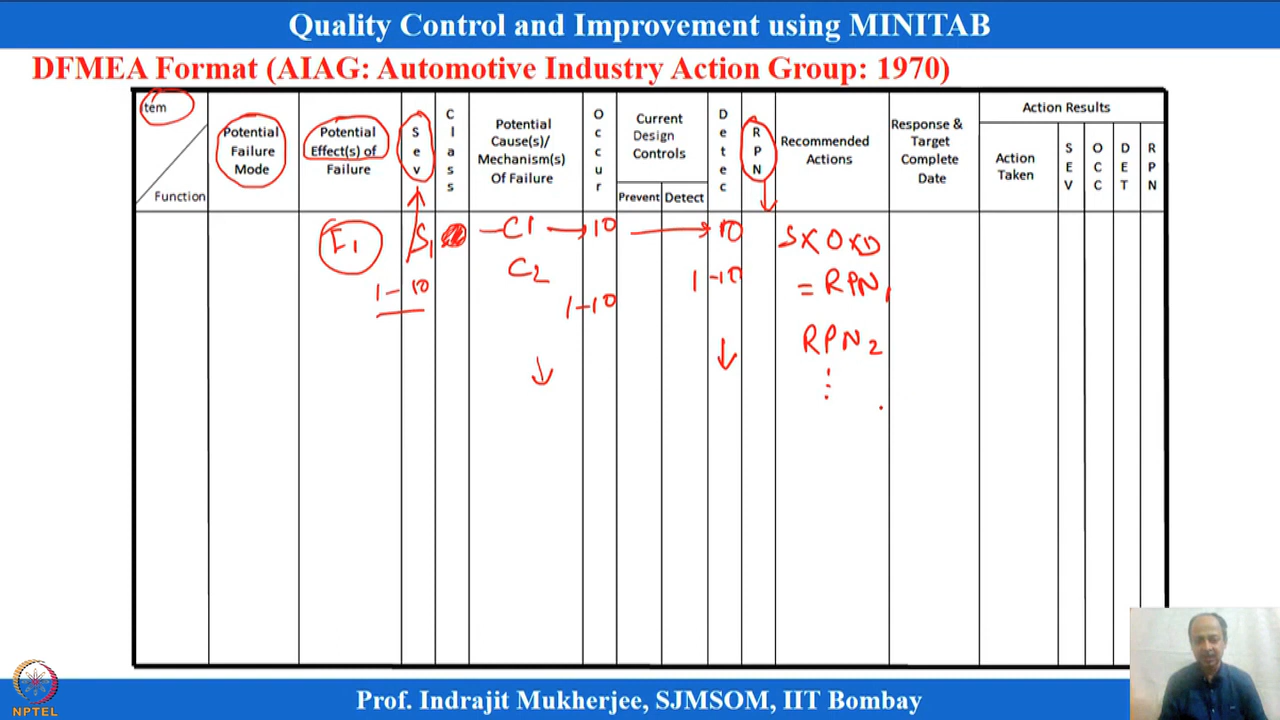 Quality Control and Improvement using MINITAB
DFMEA Format (AIAG: Automotive Industry Action Group: 1970)
tem
Function
Potential
Failure
Mode
Potential
Effect(s) of
Failure
Sev
Class
Potential
Cause(s)/
Mechanism(s)
Of Failure
Occur
Current
Design
Controls
Prevent
Detect
Detec
RPN
Recommended
Actions
Response &
Target
Complete
Date
Action Results
Action
Taken
SEV
OCC
DET
RPN
E1 S1 C1 10 10 SXOXD
1-10 C2 1-10 = RPN1
1-10
RPN2
NPTEL
Prof. Indrajit Mukherjee, SJMSOM, IIT Bombay